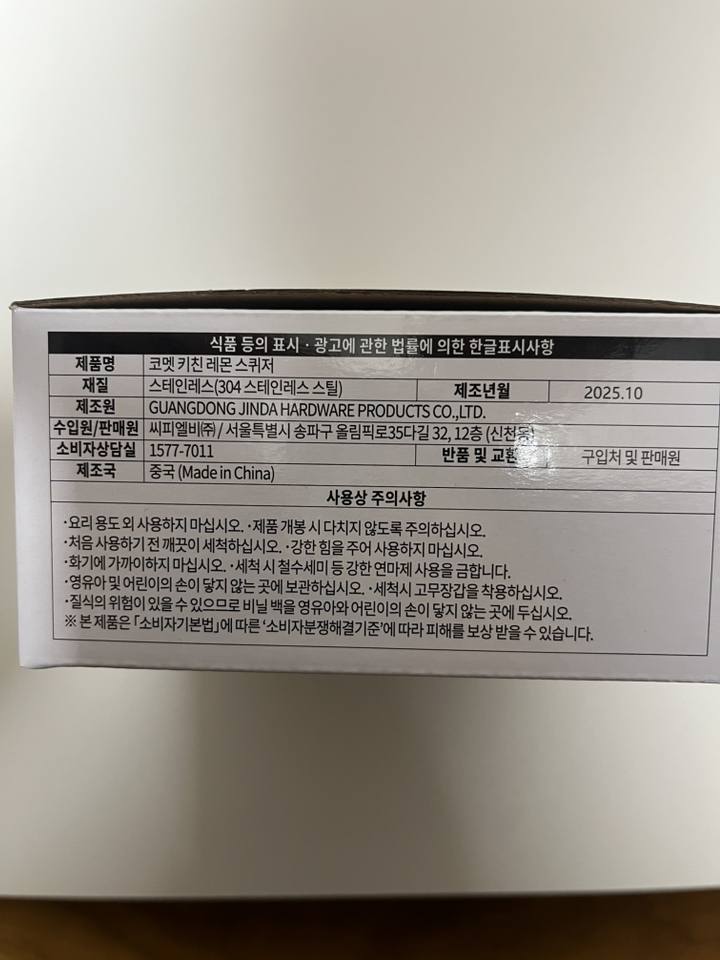 식품 등의 표시 · 광고에 관한 법률에 의한 한글표시사항
제품명 코멧 키친 레몬 스퀴저
재질 스테인레스(304 스테인레스 스틸) 제조년월 2025.10
제조원 GUANGDONG JINDA HARDWARE PRODUCTS CO.,LTD.
수입원/판매원 씨피엘비㈜ / 서울특별시 송파구 올림픽로35다길 32, 12층 (신천동)
소비자상담실 1577-7011 반품 및 교환 구입처 및 판매원
제조국 중국 (Made in China)
사용상 주의사항
·요리 용도 외 사용하지 마십시오. ·제품 개봉 시 다치지 않도록 주의하십시오.
·처음 사용하기 전 깨끗이 세척하십시오. ·강한 힘을 주어 사용하지 마십시오.
·화기에 가까이하지 마십시오. ·세척 시 철수세미 등 강한 연마제 사용을 금합니다.
·영유아 및 어린이의 손이 닿지 않는 곳에 보관하십시오. ·세척시 고무장갑을 착용하십시오.
·질식의 위험이 있을 수 있으므로 비닐 백을 영유아와 어린이의 손이 닿지 않는 곳에 두십시오.
※ 본 제품은 「소비자기본법」에 따른 ‘소비자분쟁해결기준’에 따라 피해를 보상 받을 수 있습니다.